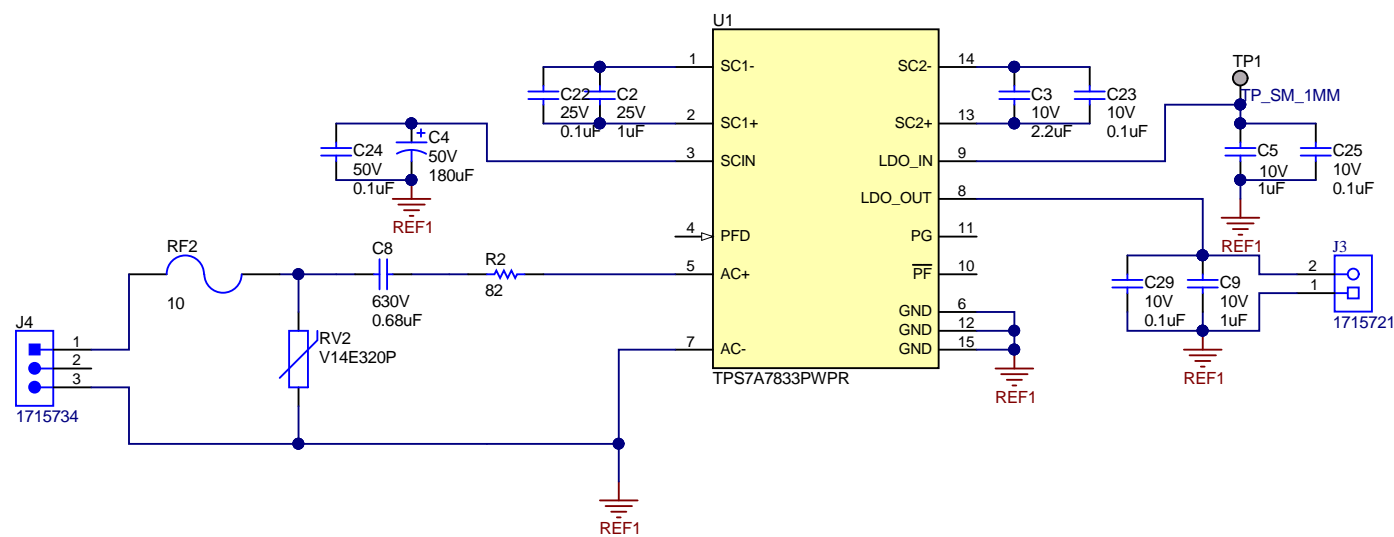 U1
1 SC1- SC2- 14
2 SC1+ SC2+ 13
3 SCIN LDO_IN 9
LDO_OUT 8
4 PFD PG 11
5 AC+ PF 10
GND 6
GND 12
7 AC- GND 15
TPS7A7833PWPR
C22
25V
0.1uF
C2
25V
1uF
C24
50V
0.1uF
+
C4
50V
180uF
REF1
C3
10V
2.2uF
C23
10V
0.1uF
TP1
TP_SM_1MM
C5
10V
1uF
C25
10V
0.1uF
REF1
RF2
10
C8
630V
0.68uF
R2
82
J4
1
2
3
1715734
RV2
V14E320P
REF1
REF1
C29
10V
0.1uF
C9
10V
1uF
REF1
J3
2
1
1715721